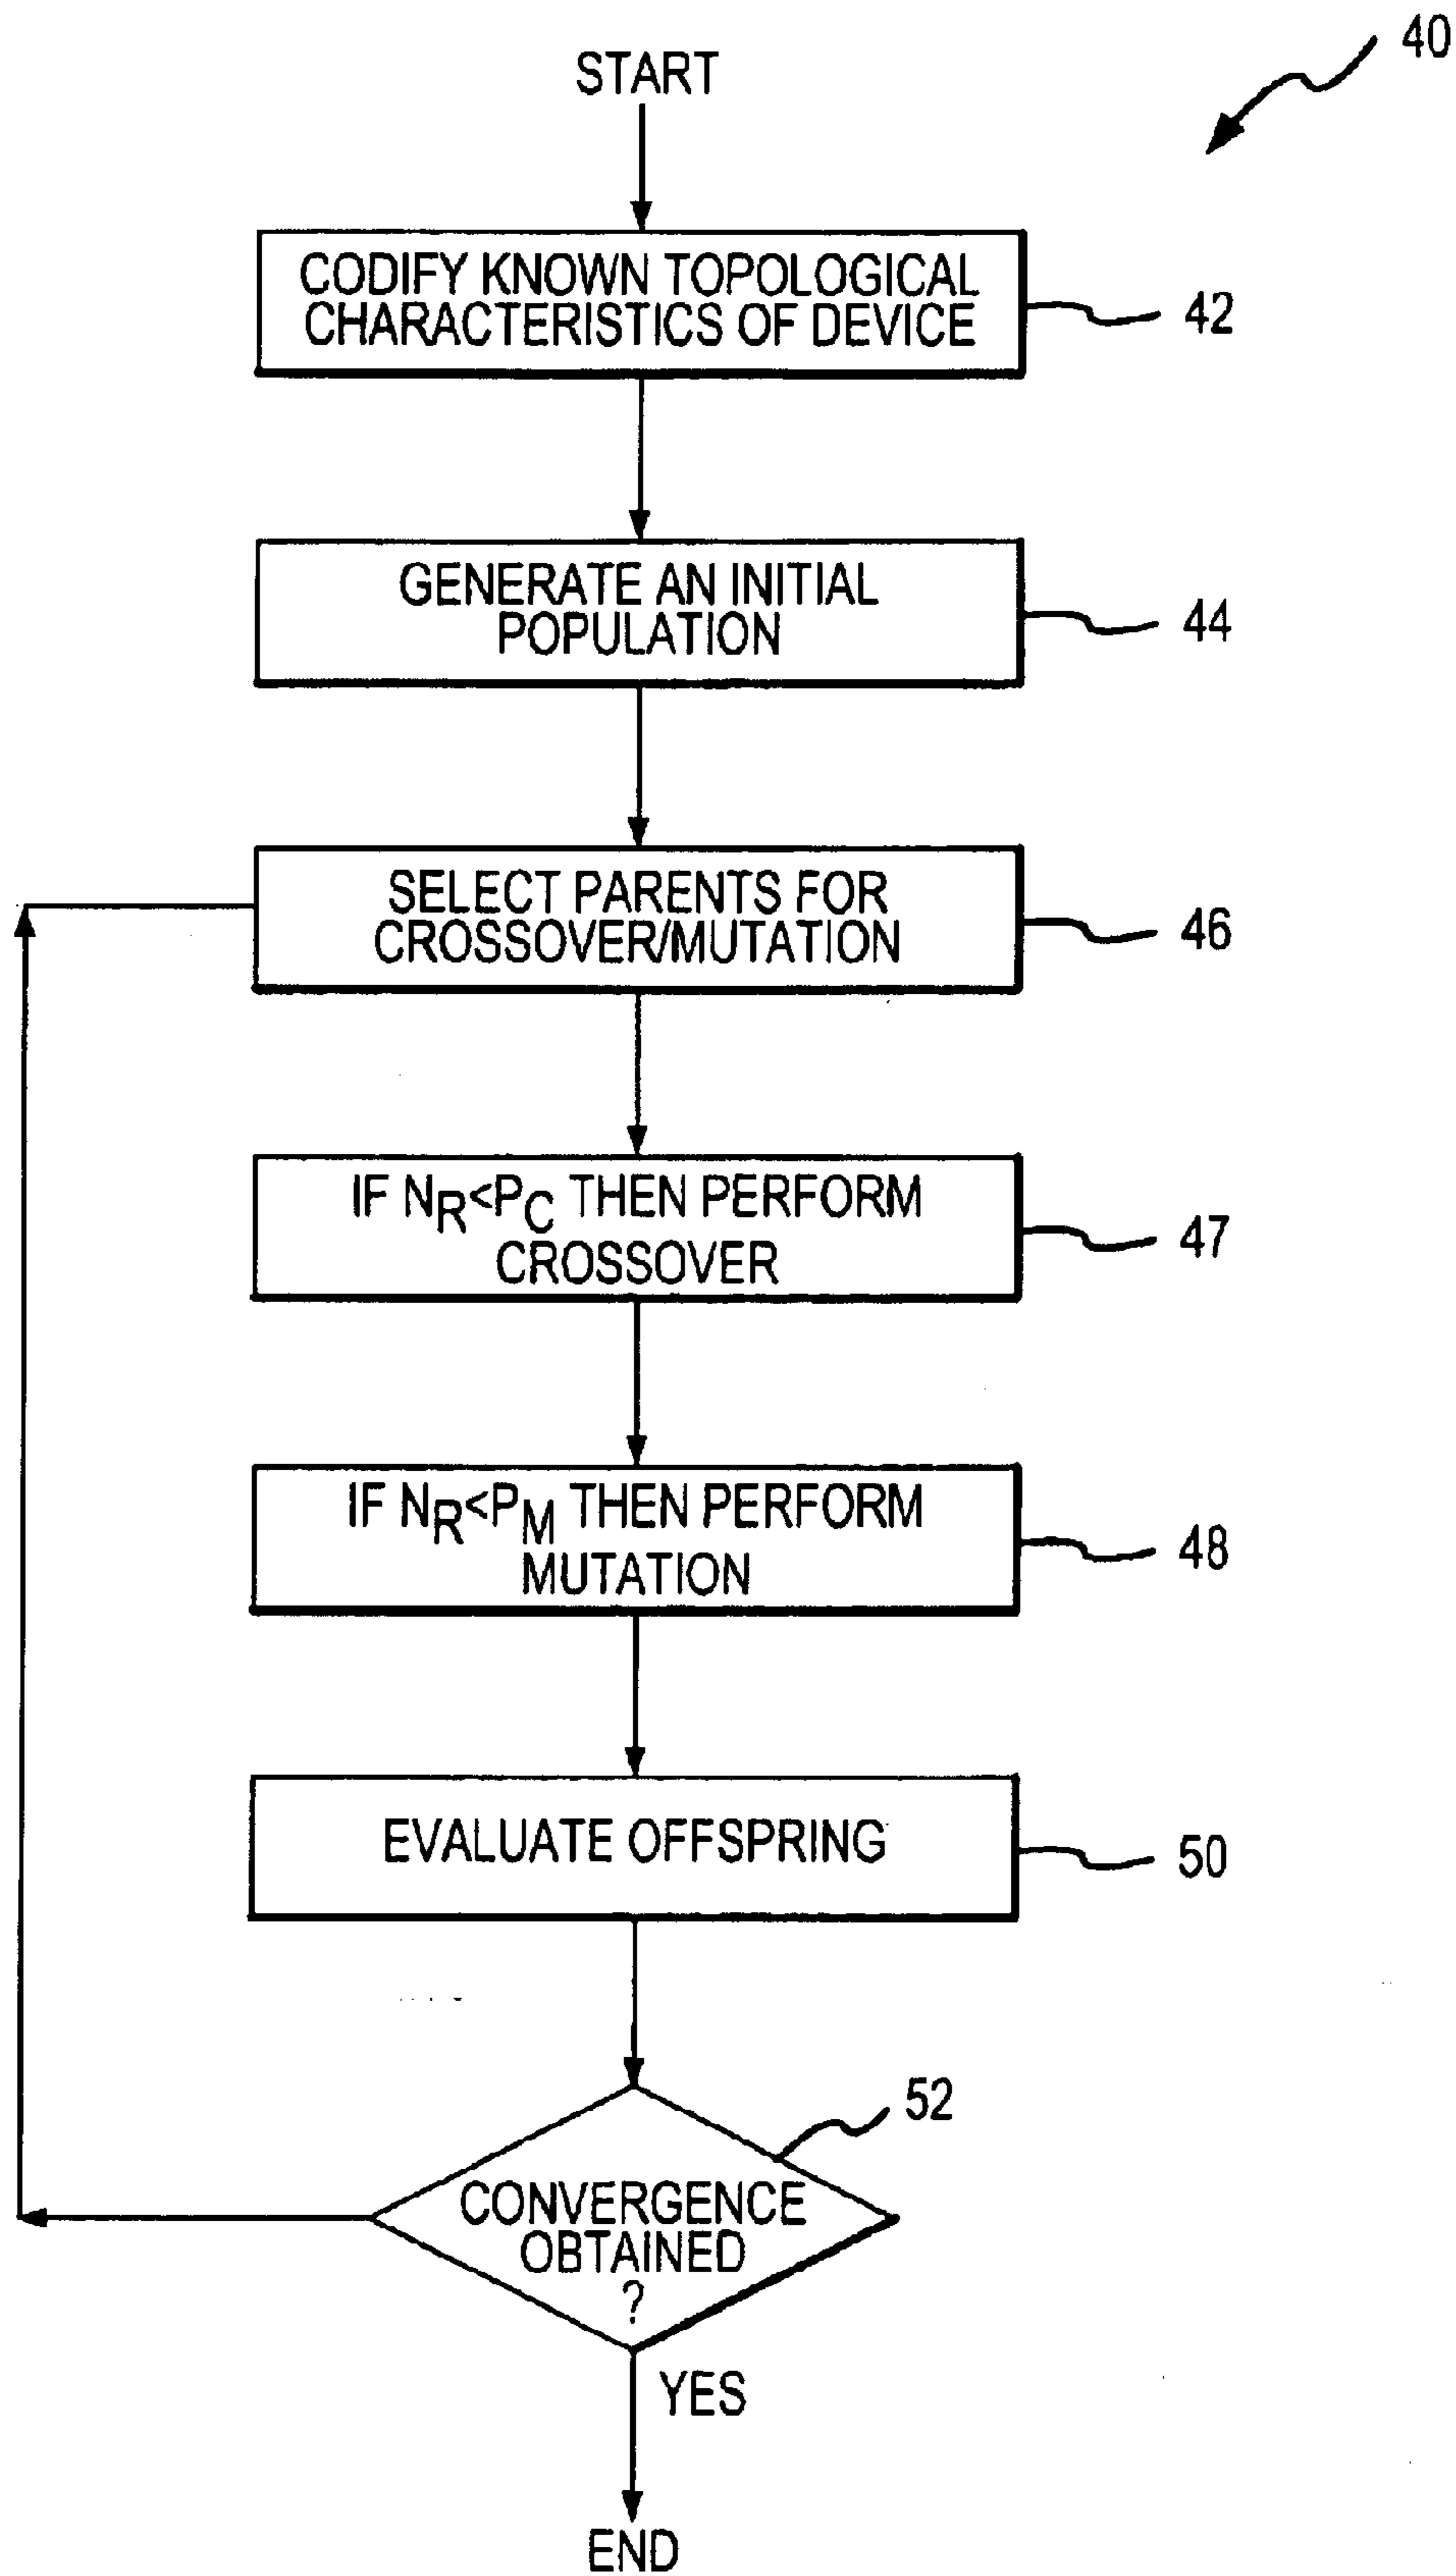 40
START
CODIFY KNOWN TOPOLOGICAL
CHARACTERISTICS OF DEVICE
42
GENERATE AN INITIAL
POPULATION
44
SELECT PARENTS FOR
CROSSOVER/MUTATION
46
IF NR<PC THEN PERFORM
CROSSOVER
47
IF NR<PM THEN PERFORM
MUTATION
48
EVALUATE OFFSPRING
50
52
CONVERGENCE
OBTAINED
?
YES
END